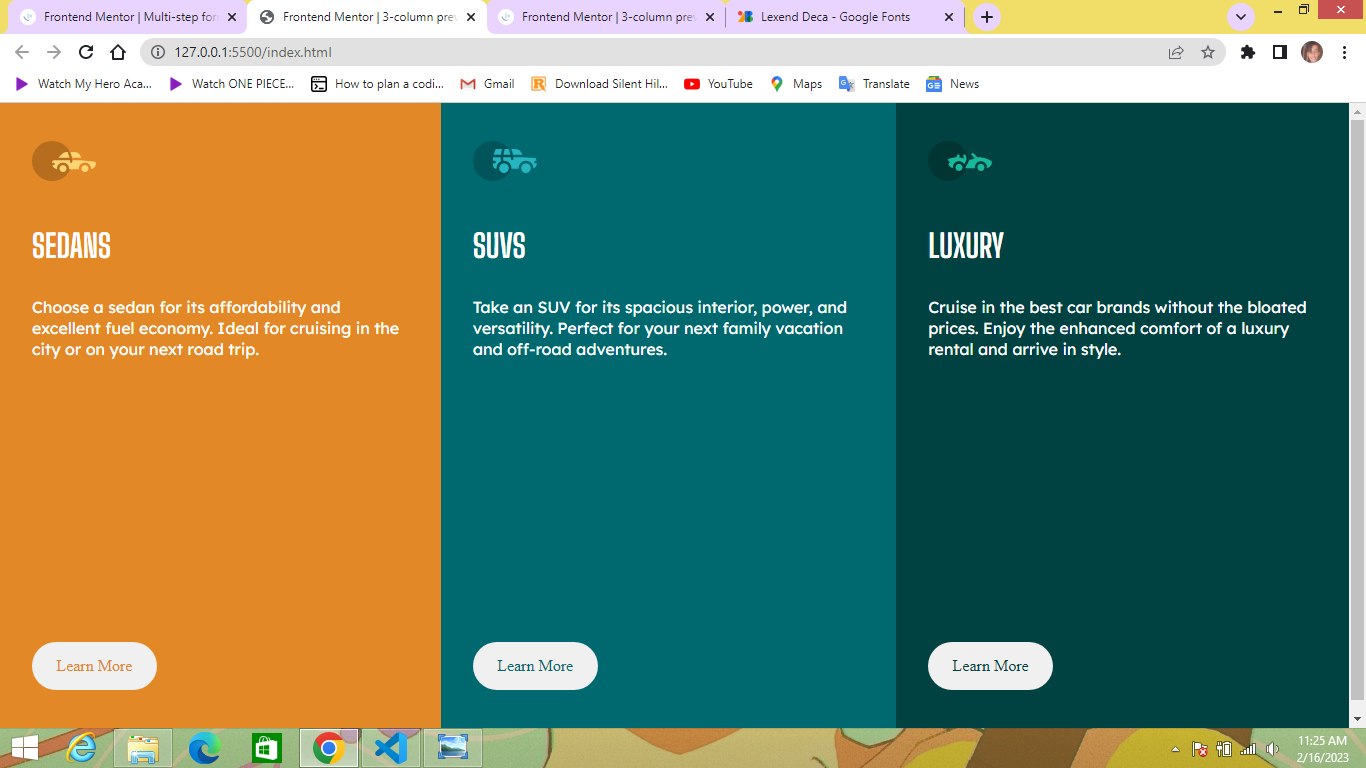 Frontend Mentor | Multi-step for
Frontend Mentor | 3-column prev
Frontend Mentor | 3-column prev
Lexend Deca - Google Fonts
127.0.0.1:5500/index.html
Watch My Hero Aca...
Watch ONE PIECE...
How to plan a codi...
Gmail
Download Silent Hil...
YouTube
Maps
Translate
News
SEDANS
Choose a sedan for its affordability and
excellent fuel economy. Ideal for cruising in the
city or on your next road trip.
Learn More
SUVS
Take an SUV for its spacious interior, power, and
versatility. Perfect for your next family vacation
and off-road adventures.
Learn More
LUXURY
Cruise in the best car brands without the bloated
prices. Enjoy the enhanced comfort of a luxury
rental and arrive in style.
Learn More
11:25 AM
2/16/2023